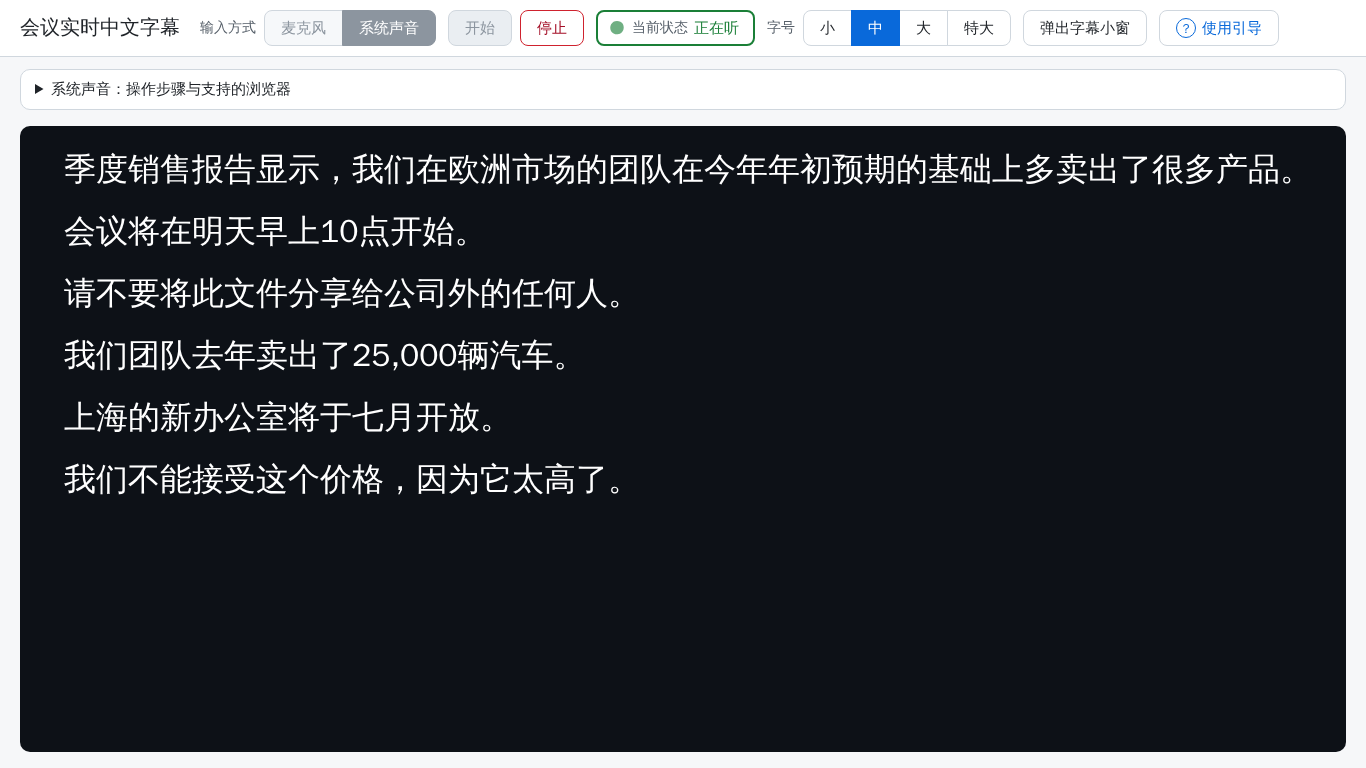 会议实时中文字幕 输入方式 麦克风 系统声音 开始 停止 当前状态 正在听 字号 小 中 大 特大 弹出字幕小窗 ? 使用引导
▶ 系统声音：操作步骤与支持的浏览器
季度销售报告显示，我们在欧洲市场的团队在今年年初预期的基础上多卖出了很多产品。
会议将在明天早上10点开始。
请不要将此文件分享给公司外的任何人。
我们团队去年卖出了25,000辆汽车。
上海的新办公室将于七月开放。
我们不能接受这个价格，因为它太高了。